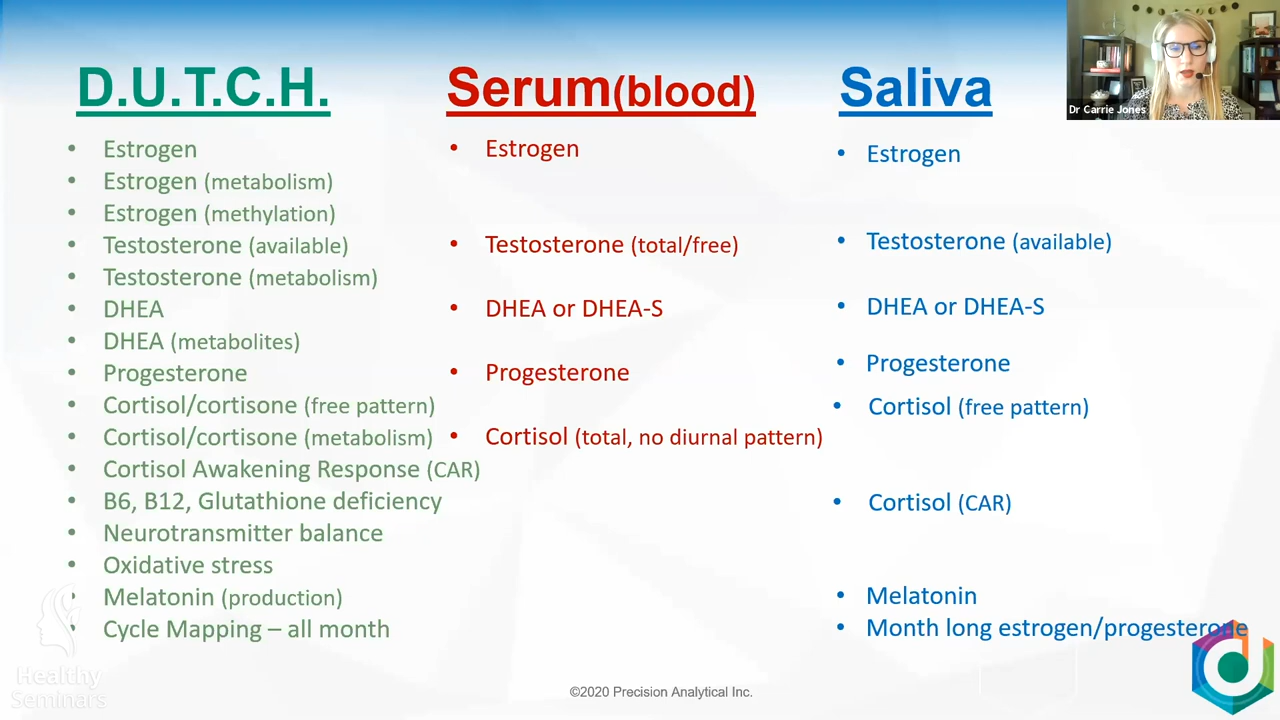 D.U.T.C.H.
• Estrogen
• Estrogen (metabolism)
• Estrogen (methylation)
• Testosterone (available)
• Testosterone (metabolism)
• DHEA
• DHEA (metabolites)
• Progesterone
• Cortisol/cortisone (free pattern)
• Cortisol/cortisone (metabolism)
• Cortisol Awakening Response (CAR)
• B6, B12, Glutathione deficiency
• Neurotransmitter balance
• Oxidative stress
• Melatonin (production)
• Cycle Mapping – all month
Serum(blood)
• Estrogen
• Testosterone (total/free)
• DHEA or DHEA-S
• Progesterone
• Cortisol (total, no diurnal pattern)
Saliva
• Estrogen
• Testosterone (available)
• DHEA or DHEA-S
• Progesterone
• Cortisol (free pattern)
• Cortisol (CAR)
• Melatonin
• Month long estrogen/progesterone
Dr Carrie Jones
Healthy
Seminars
©2020 Precision Analytical Inc.
d